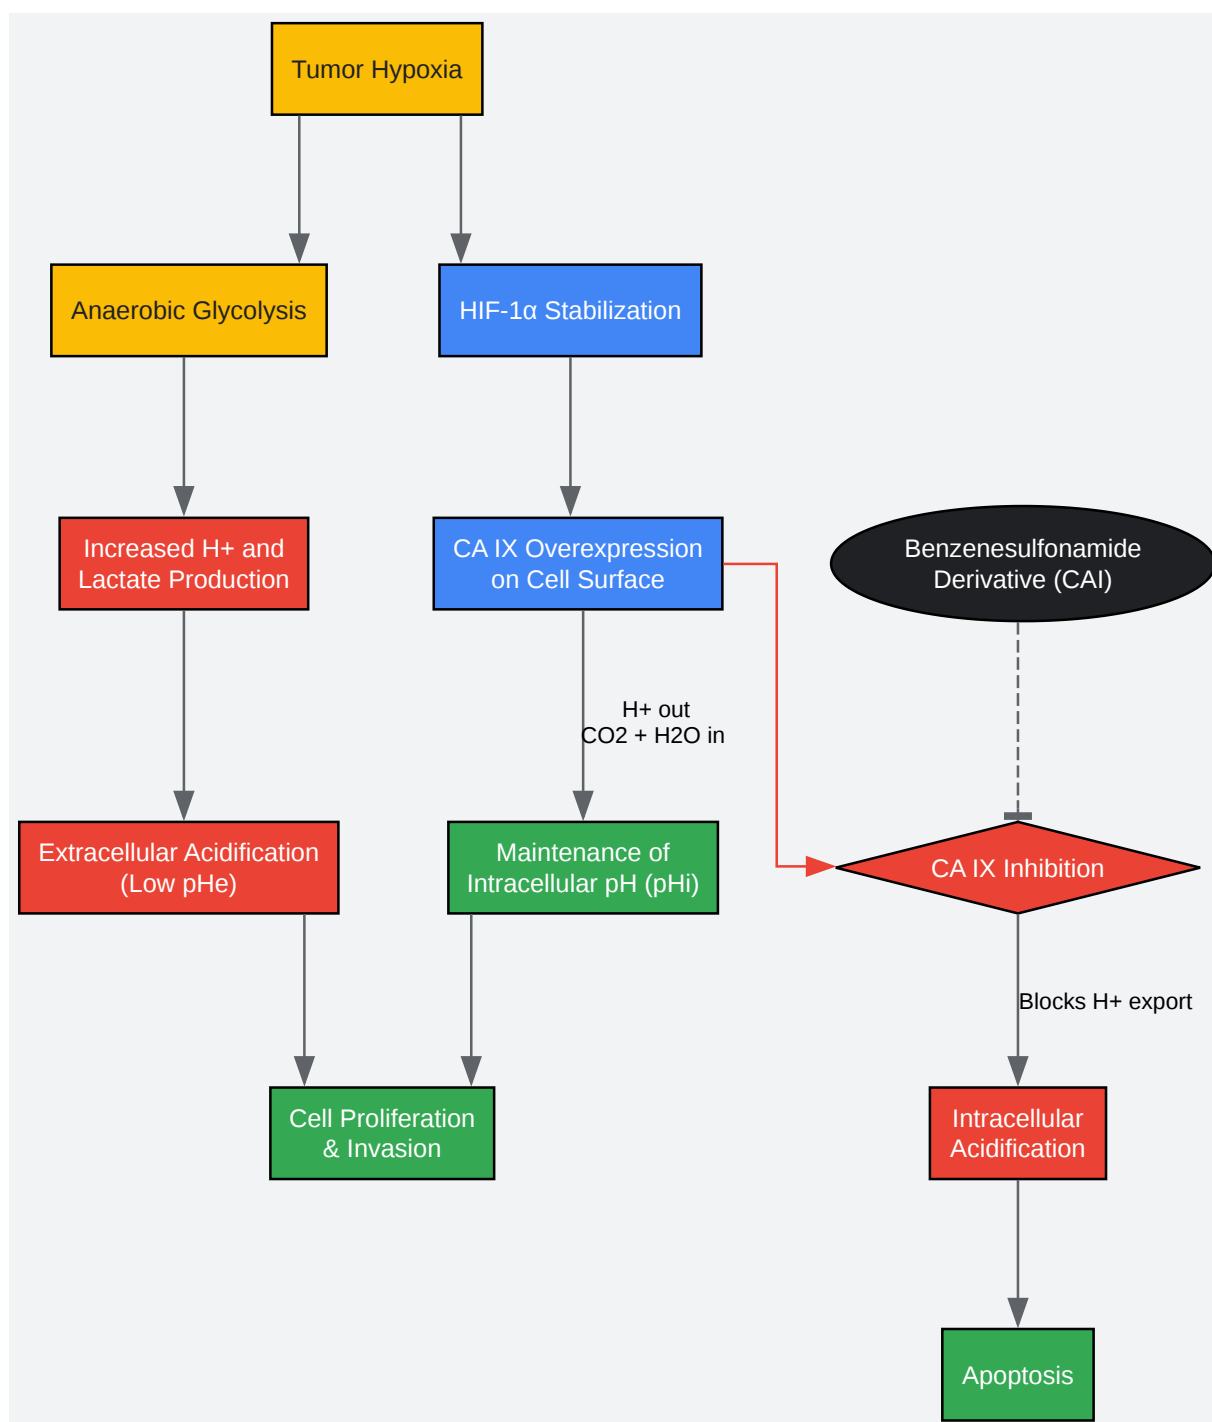 Tumor Hypoxia
Anaerobic Glycolysis
HIF-1α Stabilization
Increased H+ and
Lactate Production
CA IX Overexpression
on Cell Surface
Benzenesulfonamide
Derivative (CAI)
H+ out
CO2 + H2O in
Extracellular Acidification
(Low pHe)
Maintenance of
Intracellular pH (pHi)
CA IX Inhibition
Blocks H+ export
Cell Proliferation
& Invasion
Intracellular
Acidification
Apoptosis